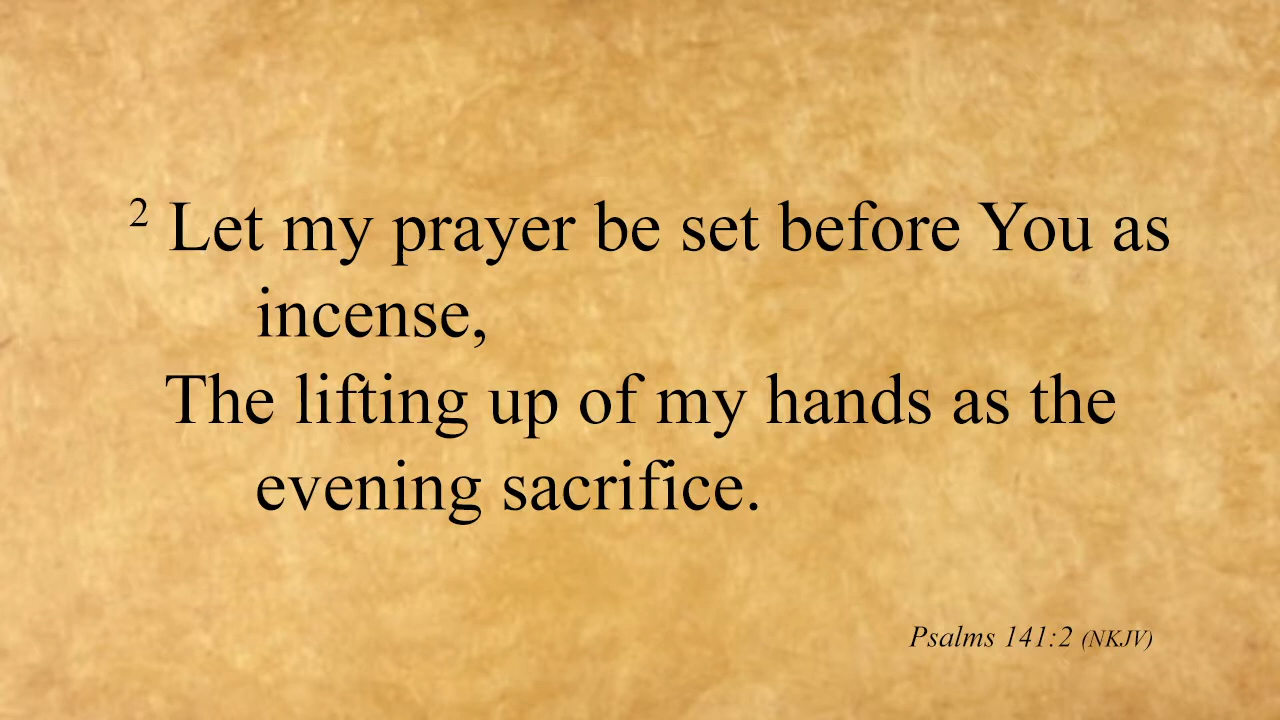 2 Let my prayer be set before You as
incense,
The lifting up of my hands as the
evening sacrifice.
Psalms 141:2 (NKJV)